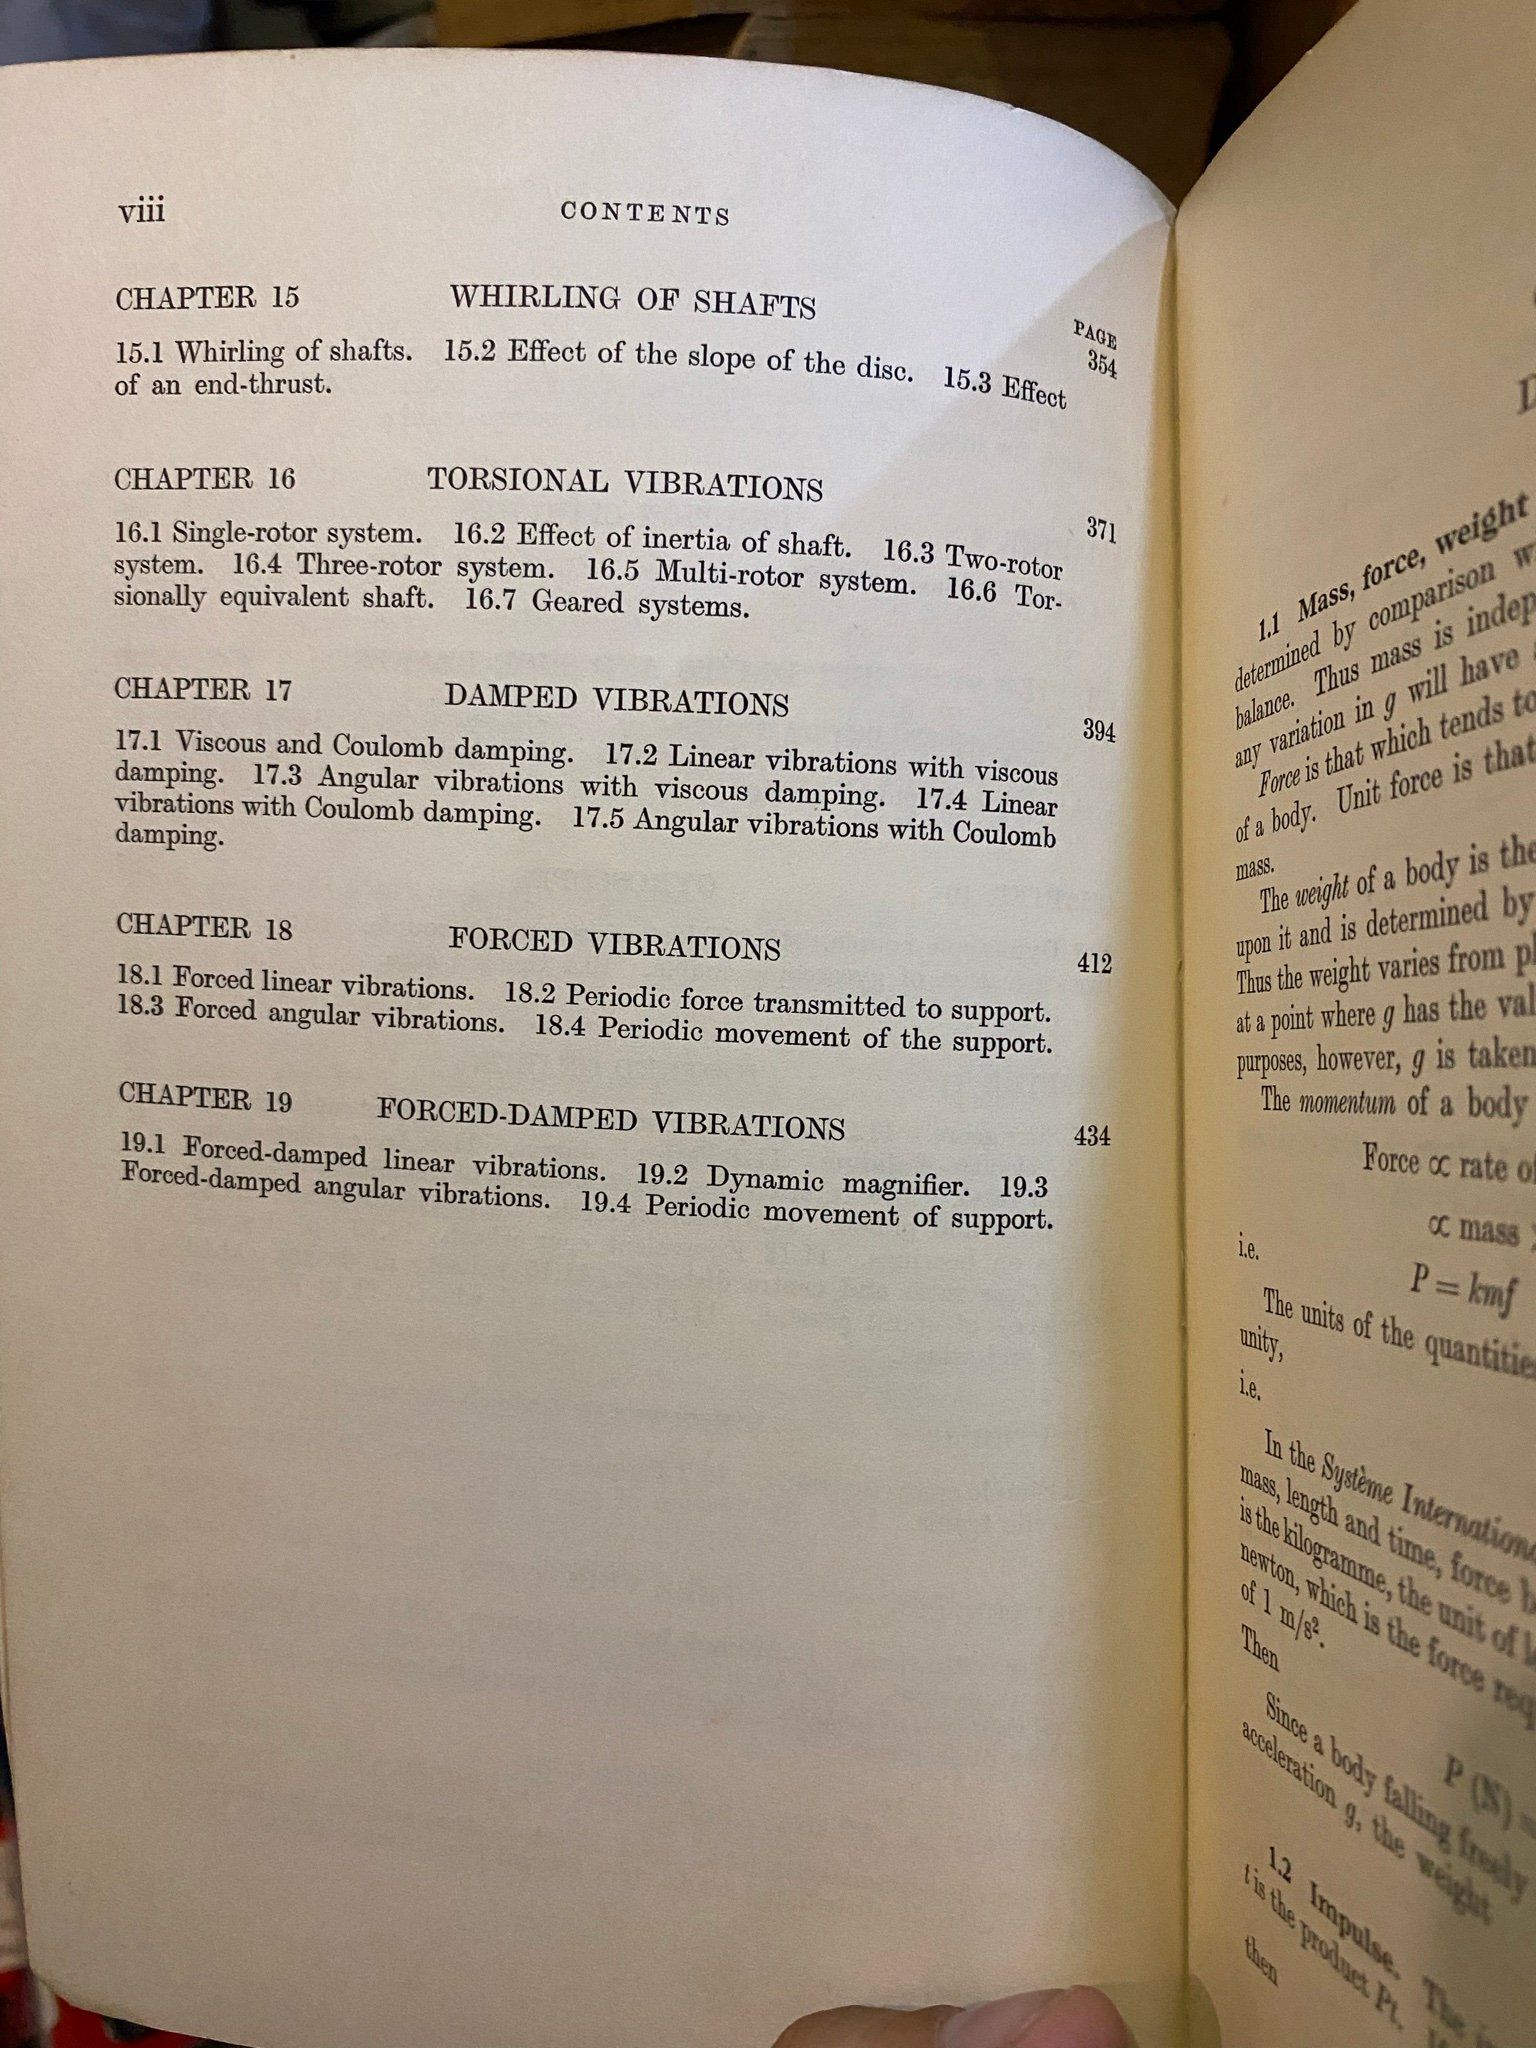 viii
CONTENTS
CHAPTER 15 WHIRLING OF SHAFTS
PAGE
354
15.1 Whirling of shafts. 15.2 Effect of the slope of the disc. 15.3 Effect
of an end-thrust.
CHAPTER 16 TORSIONAL VIBRATIONS
371
16.1 Single-rotor system. 16.2 Effect of inertia of shaft. 16.3 Two-rotor
system. 16.4 Three-rotor system. 16.5 Multi-rotor system. 16.6 Tor-
sionally equivalent shaft. 16.7 Geared systems.
CHAPTER 17 DAMPED VIBRATIONS
394
17.1 Viscous and Coulomb damping. 17.2 Linear vibrations with viscous
damping. 17.3 Angular vibrations with viscous damping. 17.4 Linear
vibrations with Coulomb damping. 17.5 Angular vibrations with Coulomb
damping.
CHAPTER 18 FORCED VIBRATIONS
412
18.1 Forced linear vibrations. 18.2 Periodic force transmitted to support.
18.3 Forced angular vibrations. 18.4 Periodic movement of the support.
CHAPTER 19 FORCED-DAMPED VIBRATIONS
434
19.1 Forced-damped linear vibrations. 19.2 Dynamic magnifier. 19.3
Forced-damped angular vibrations. 19.4 Periodic movement of support.
1.1 Mass, force, weight
determined by comparison
balance. Thus mass is
any variation in g will have
Force is that which tends to
of a body. Unit force is that
mass.
The weight of a body is the
upon it and is determined by
Thus the weight varies from
at a point where g has the
purposes, however, g is taken
The momentum of a body
Force ∝ rate
∝ mass
i.e. P = kmf
The units of the
unity,
i.e.
In the Système
mass, length and time, force
is the kilogramme, the unit of
newton, which is the force
of 1 m/s².
Then
P (N) =
Since a body falling freely
acceleration g, the weight
1.2 Impulse. The
t is the product Pt.
then